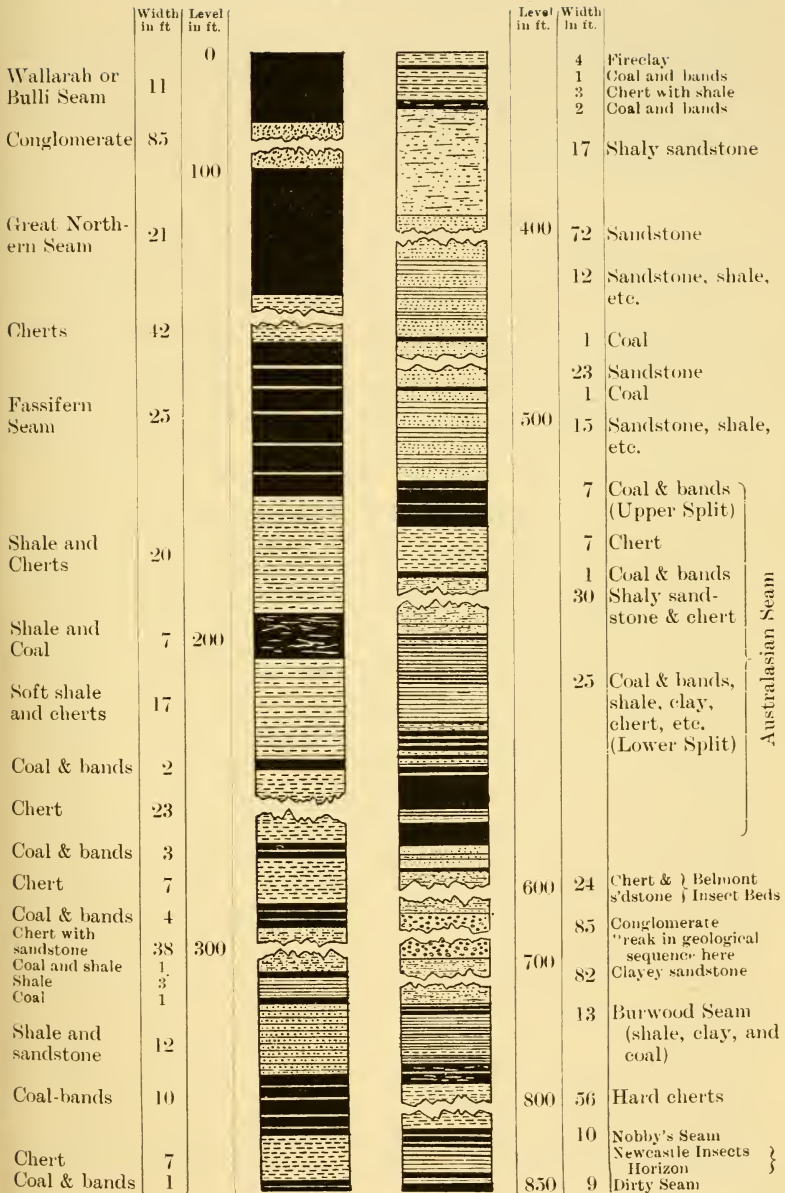 Width Level
in ft in ft.
0
Wallarah or
Bulli Seam 11
Conglomerate 85
100
Great North-
ern Seam 21
Cherts 42
Fassifern
Seam 25
Shale and
Cherts 20
Shale and
Coal 7 200
Soft shale
and cherts 17
Coal & bands 2
Chert 23
Coal & bands 3
Chert 7
Coal & bands 4
Chert with
sandstone 38 300
Coal and shale 1
Shale 3
Coal 1
Shale and
sandstone 12
Coal-bands 10
Chert 7
Coal & bands 1
Level Width
in ft. in ft.
4 Fireclay
1 Coal and bands
3 Chert with shale
2 Coal and bands
17 Shaly sandstone
400 72 Sandstone
12 Sandstone, shale,
etc.
1 Coal
23 Sandstone
1 Coal
500 15 Sandstone, shale,
etc.
7 Coal & bands
(Upper Split)
7 Chert
1 Coal & bands
30 Shaly sand-
stone & chert
25 Coal & bands,
shale, clay,
chert, etc.
(Lower Split)
Australasian Seam
600 24 Chert & } Belmont
s'dstone } Insect Beds
85 Conglomerate
"reak in geological
sequence here
700
82 Clayey sandstone
13 Burwood Seam
(shale, clay, and
coal)
800 56 Hard cherts
10 Nobby's Seam
Newcastle Insects }
Horizon
850 9 Dirty Seam